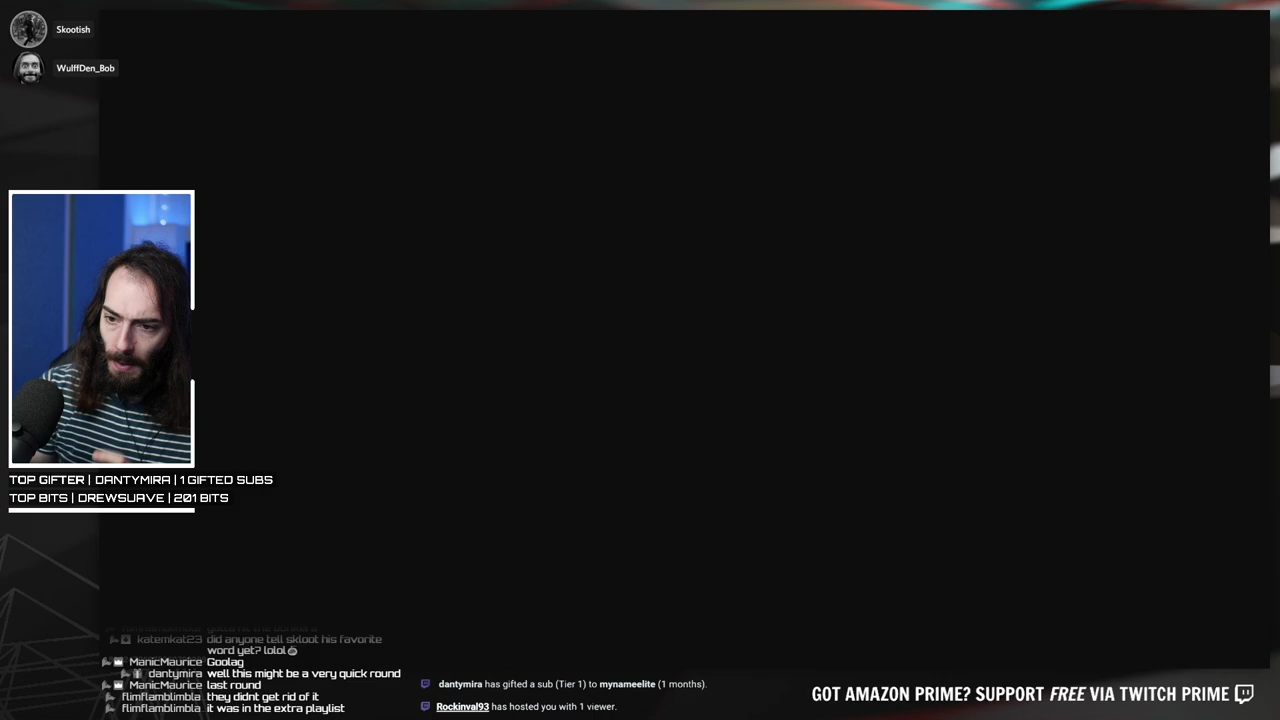 Skootish
WulffDen_Bob
TOP GIFTER | DANTYMIRA | 1 GIFTED SUBS
TOP BITS | DREWSUAVE | 201 BITS
katemkat23 did anyone tell skloot his favorite
word yet? lolol
ManicMaurice Goolag
dantymira well this might be a very quick round
ManicMaurice last round
flimflamblimbla they didnt get rid of it
flimflamblimbla it was in the extra playlist
dantymira has gifted a sub (Tier 1) to mynameelite (1 months).
Rockinval93 has hosted you with 1 viewer.
GOT AMAZON PRIME? SUPPORT FREE VIA TWITCH PRIME